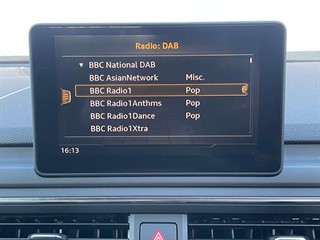 Radio: DAB
BBC National DAB
BBC AsianNetwork Misc.
BBC Radio1 Pop
BBC Radio1Anthms Pop
BBC Radio1Dance Pop
BBC Radio1Xtra
16:13